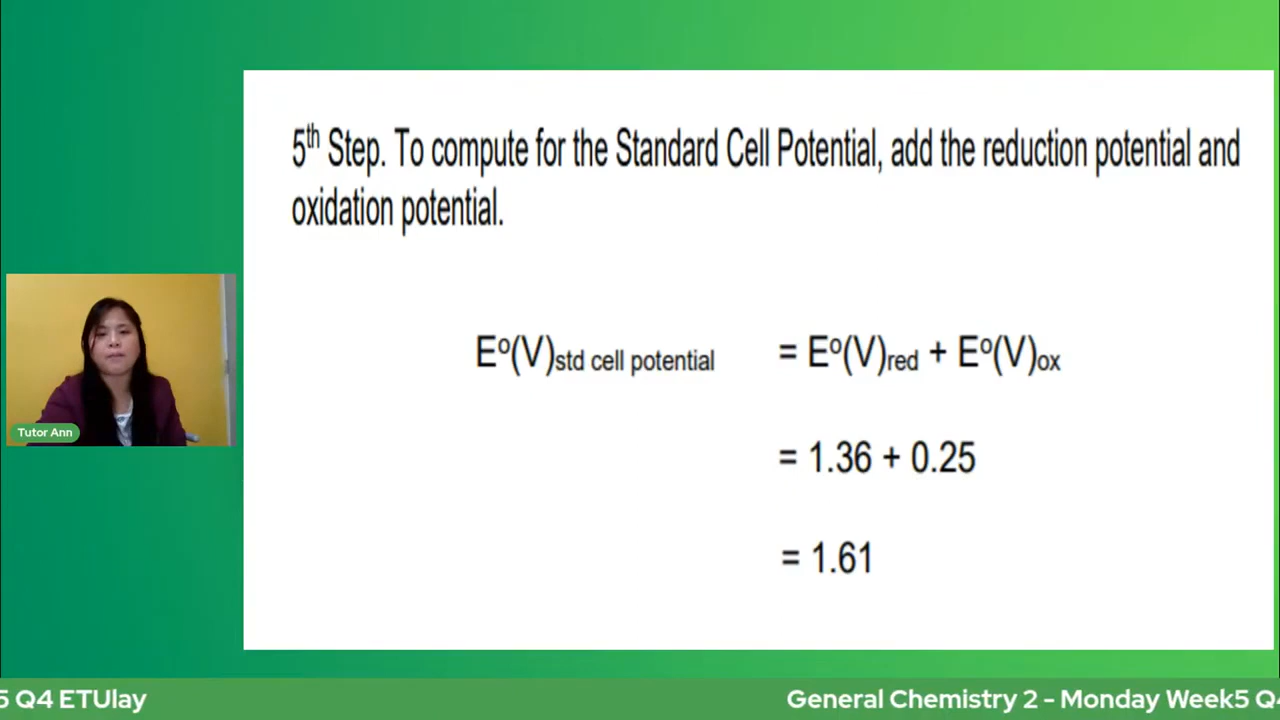 5th Step. To compute for the Standard Cell Potential, add the reduction potential and
oxidation potential.
Eº(V)std cell potential = Eº(V)red + Eº(V)ox
= 1.36 + 0.25
= 1.61
Tutor Ann
5 Q4 ETUlay General Chemistry 2 - Monday Week5 Q4